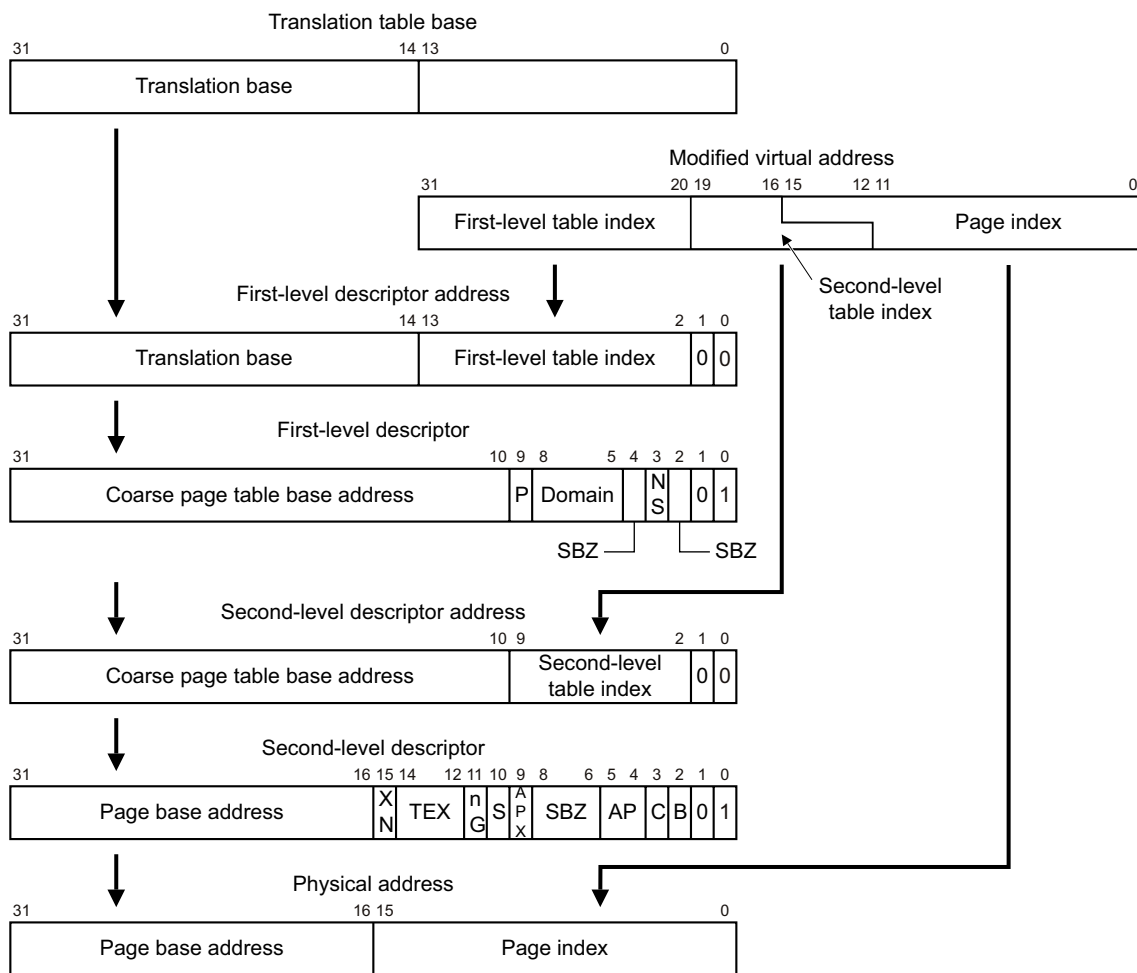 Translation table base
31 14 13 0
Translation base
Modified virtual address
31 20 19 16 15 12 11 0
First-level table index Page index
Second-level
table index
First-level descriptor address
31 14 13 2 1 0
Translation base First-level table index 0 0
First-level descriptor
31 10 9 8 5 4 3 2 1 0
Coarse page table base address P Domain NS 0 1
SBZ SBZ
Second-level descriptor address
31 10 9 2 1 0
Coarse page table base address Second-level table index 0 0
Second-level descriptor
31 16 15 14 12 11 10 9 8 6 5 4 3 2 1 0
Page base address XN TEX nG S APX SBZ AP C B 0 1
Physical address
31 16 15 0
Page base address Page index